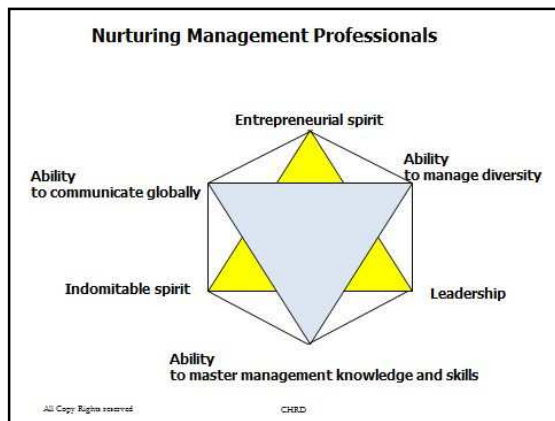 Nurturing Management Professionals
Entrepreneurial spirit
Ability
to communicate globally
Ability
to manage diversity
Indomitable spirit
Leadership
Ability
to master management knowledge and skills
All Copy Rights reserved
CHRD